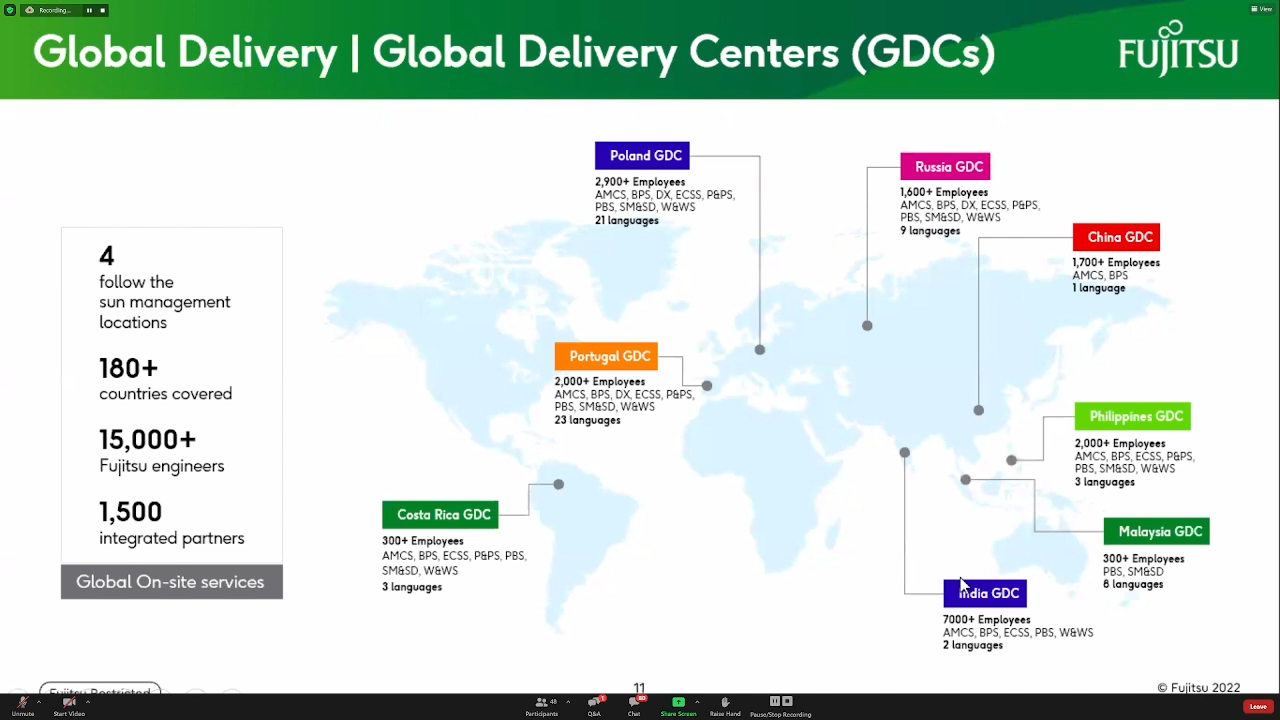 Recording...
View
Global Delivery | Global Delivery Centers (GDCs)
FUJITSU
4
follow the
sun management
locations
180+
countries covered
15,000+
Fujitsu engineers
1,500
integrated partners
Global On-site services
Poland GDC
2,900+ Employees
AMCS, BPS, DX, ECSS, P&PS,
PBS, SM&SD, W&WS
21 languages
Russia GDC
1,600+ Employees
AMCS, BPS, DX, ECSS, P&PS,
PBS, SM&SD, W&WS
9 languages
China GDC
1,700+ Employees
AMCS, BPS
1 language
Portugal GDC
2,000+ Employees
AMCS, BPS, DX, ECSS, P&PS,
PBS, SM&SD, W&WS
23 languages
Philippines GDC
2,000+ Employees
AMCS, BPS, ECSS, P&PS,
PBS, SM&SD, W&WS
3 languages
Costa Rica GDC
300+ Employees
AMCS, BPS, ECSS, P&PS, PBS,
SM&SD, W&WS
3 languages
Malaysia GDC
300+ Employees
PBS, SM&SD
8 languages
India GDC
7000+ Employees
AMCS, BPS, ECSS, PBS, W&WS
2 languages
Fujitsu Restricted
11
© Fujitsu 2022
Unmute
Start Video
Participants
48
Q&A
Chat
Share Screen
Raise Hand
Pause/Stop Recording
Leave